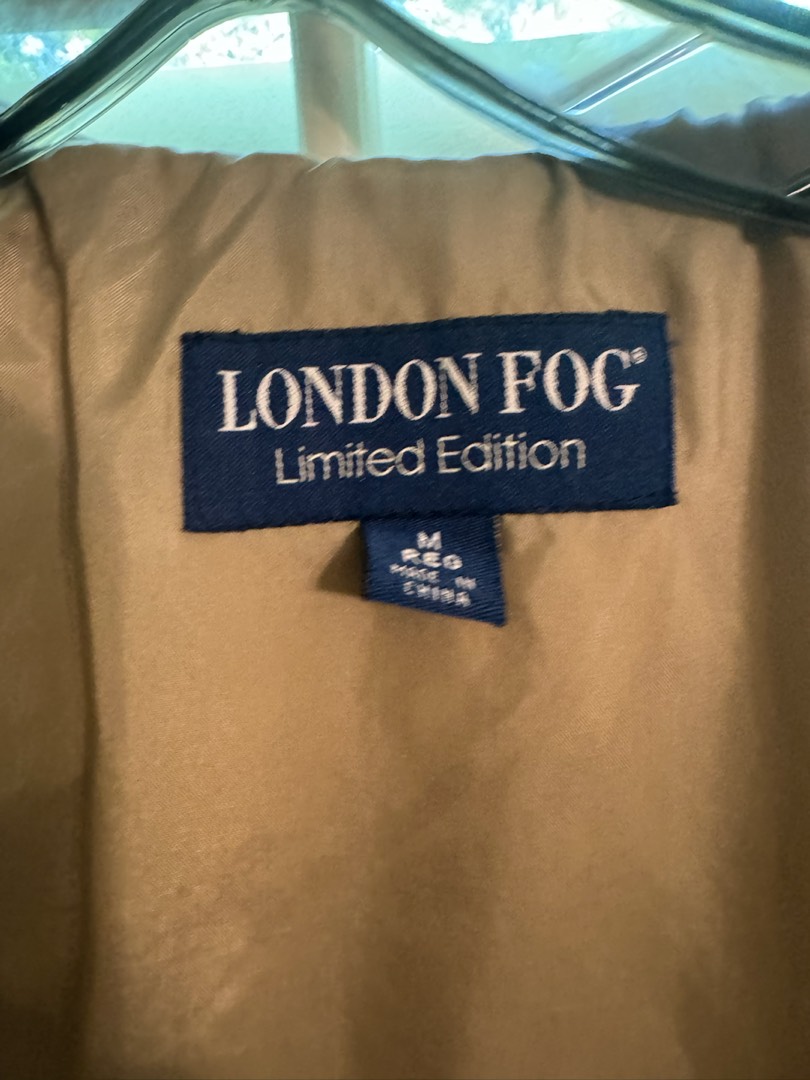 LONDON FOG®
Limited Edition
M
REG
MADE IN
CHINA